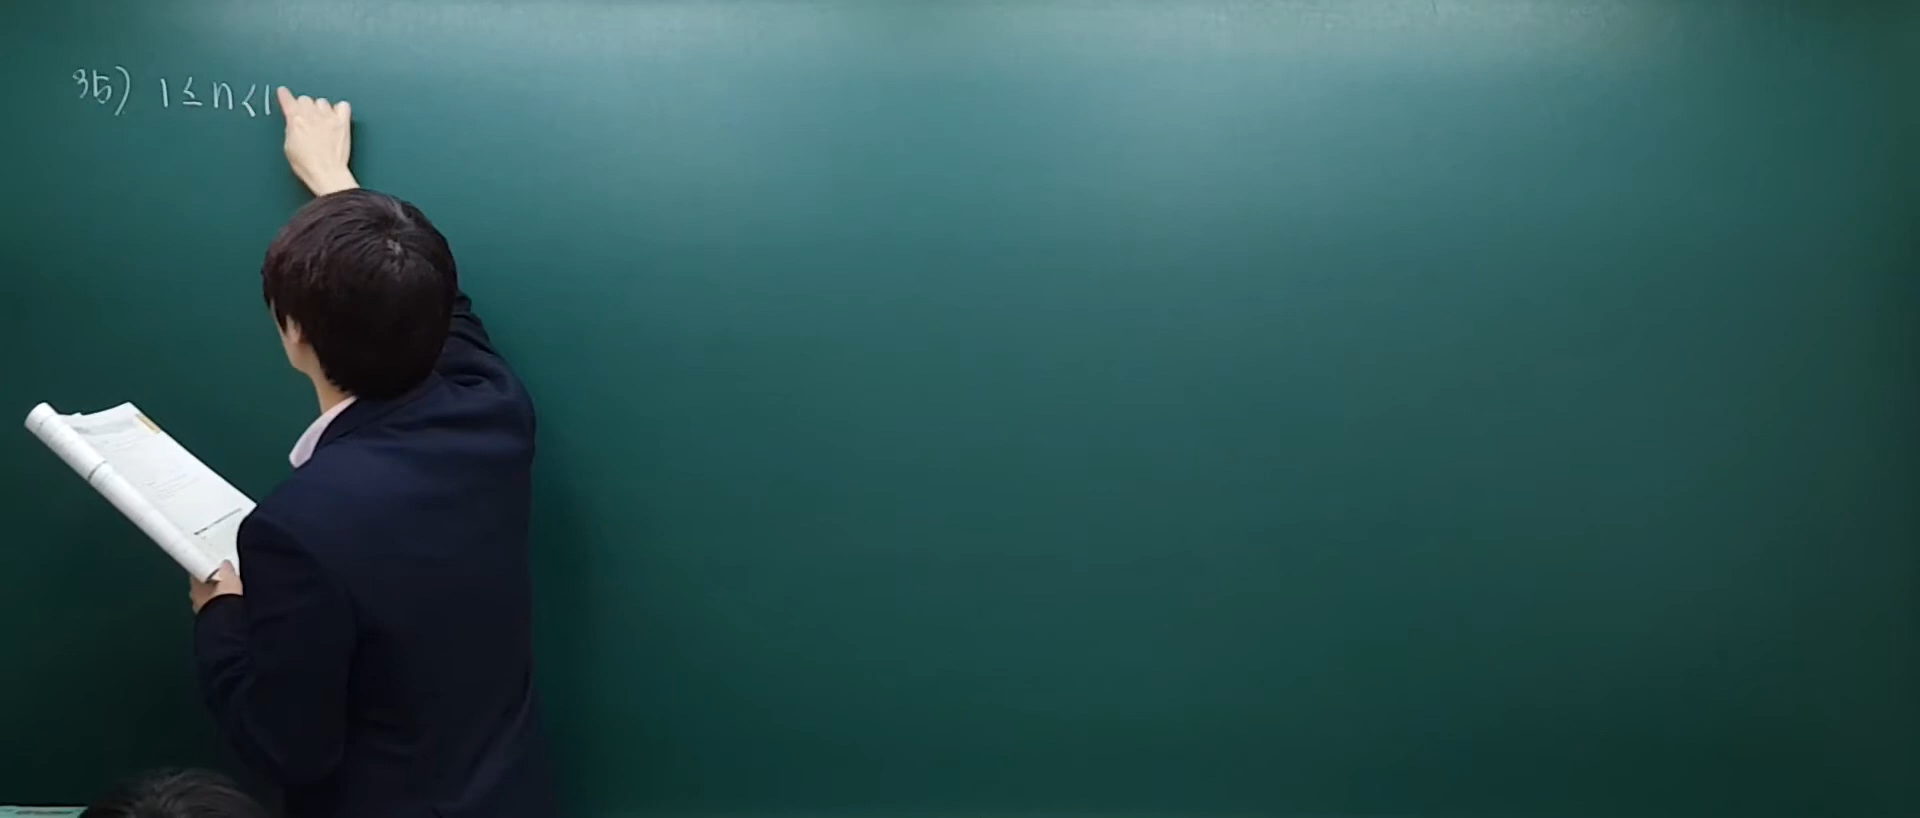 35) 1 ≤ n < 1